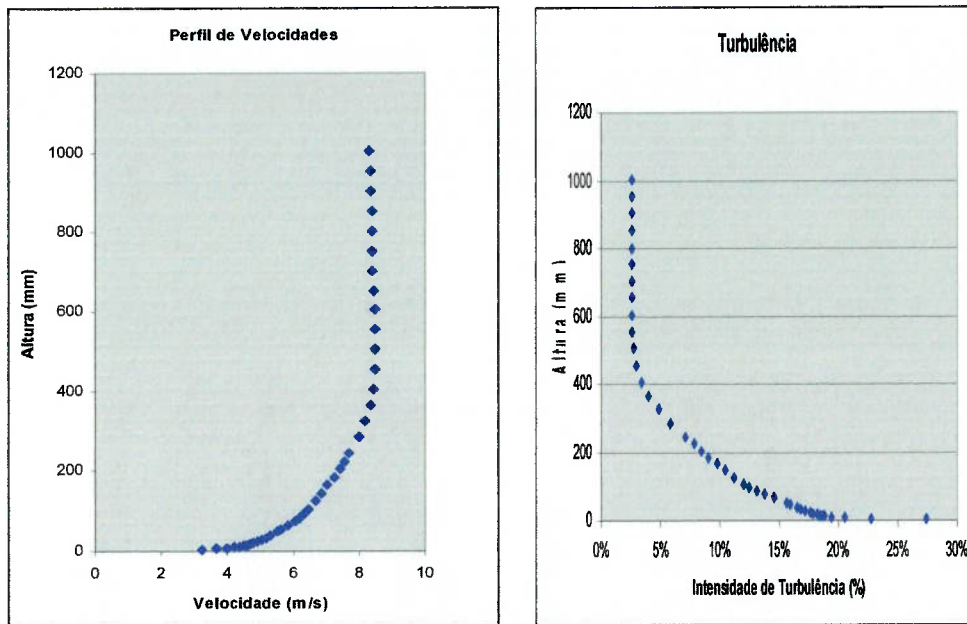 Perfil de Velocidades
1200
1000
800
600
400
200
0
0 2 4 6 8 10
Altura (mm)
Velocidade (m/s)
Turbulência
1200
1000
800
600
400
200
0
0% 5% 10% 15% 20% 25% 30%
Altura (mm)
Intensidade de Turbulência (%)